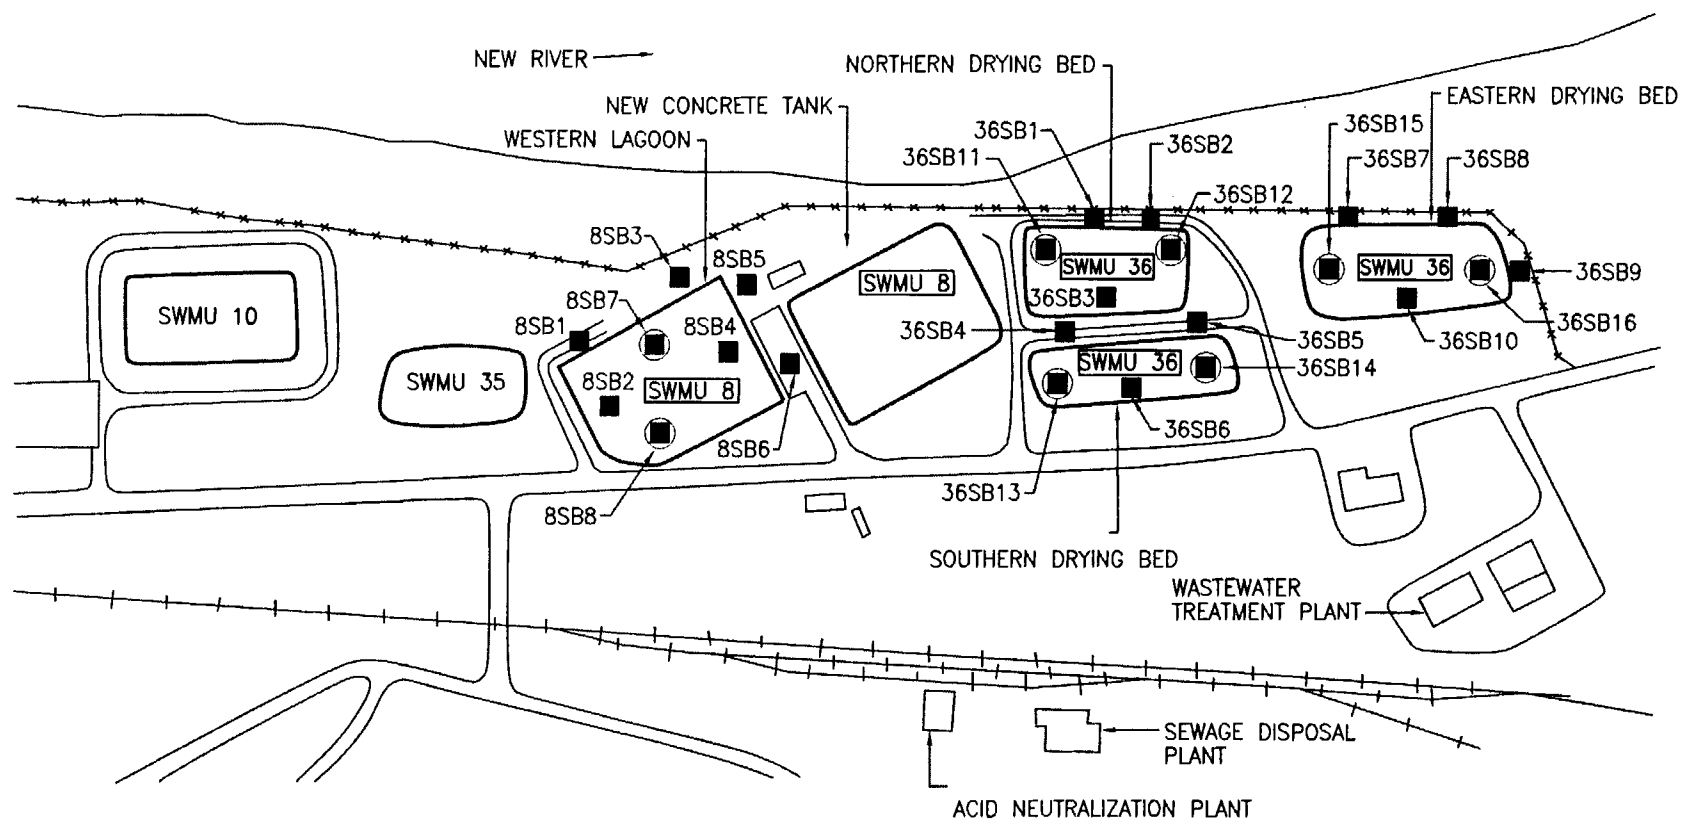 NEW RIVER
NORTHERN DRYING BED
NEW CONCRETE TANK
EASTERN DRYING BED
WESTERN LAGOON
36SB1
36SB15
36SB11
36SB2
36SB7
36SB8
36SB12
8SB3
8SB5
SWMU 36
SWMU 36
36SB9
SWMU 8
8SB7
36SB3
SWMU 10
8SB1
8SB4
36SB4
36SB5
36SB10
36SB16
SWMU 35
8SB2
SWMU 8
SWMU 36
36SB14
8SB6
36SB6
8SB8
36SB13
SOUTHERN DRYING BED
WASTEWATER
TREATMENT PLANT
SEWAGE DISPOSAL
PLANT
ACID NEUTRALIZATION PLANT